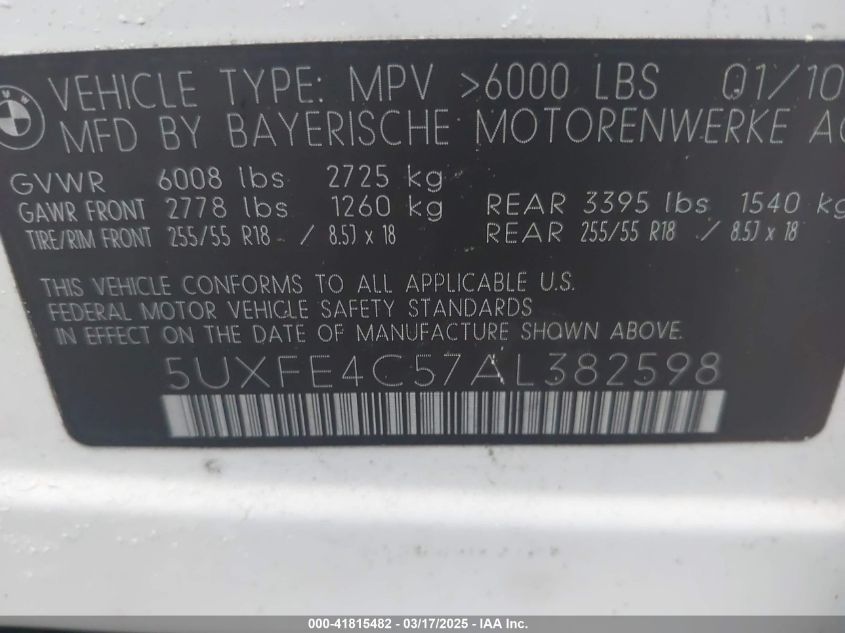 BMW
VEHICLE TYPE: MPV >6000 LBS 01/10
MFD BY BAYERISCHE MOTORENWERKE AG
GVWR 6008 lbs 2725 kg
GAWR FRONT 2778 lbs 1260 kg REAR 3395 lbs 1540 kg
TIRE/RIM FRONT 255/55 R18 / 8.5J x 18 REAR 255/55 R18 / 8.5J x 18
THIS VEHICLE CONFORMS TO ALL APPLICABLE U.S.
FEDERAL MOTOR VEHICLE SAFETY STANDARDS
IN EFFECT ON THE DATE OF MANUFACTURE SHOWN ABOVE.
5UXFE4C57AL382598
000-41815482 - 03/17/2025 - IAA Inc.